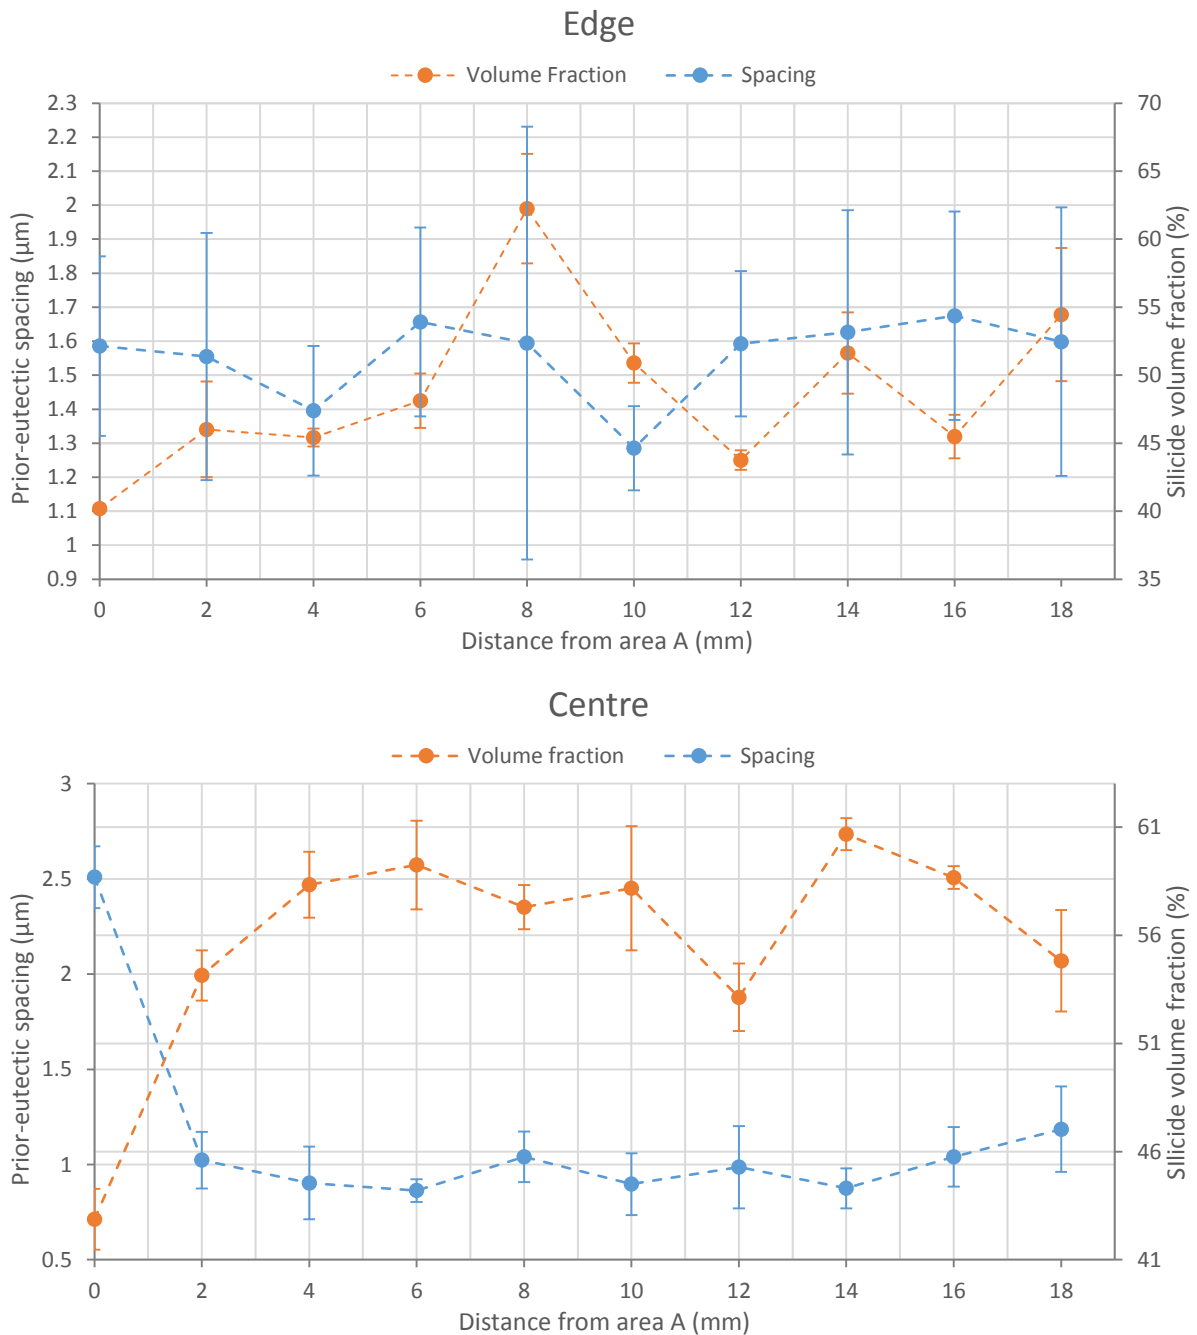 Edge
Volume Fraction Spacing
Prior-eutectic spacing (µm)
2.3
2.2
2.1
2
1.9
1.8
1.7
1.6
1.5
1.4
1.3
1.2
1.1
1
0.9
70
65
60
55
50
45
40
35
Silicide volume fraction (%)
0 2 4 6 8 10 12 14 16 18
Distance from area A (mm)
Centre
Volume fraction Spacing
Prior-eutectic spacing (µm)
3
2.5
2
1.5
1
0.5
61
56
51
46
41
SIlicide volume fraction (%)
0 2 4 6 8 10 12 14 16 18
Distance from area A (mm)